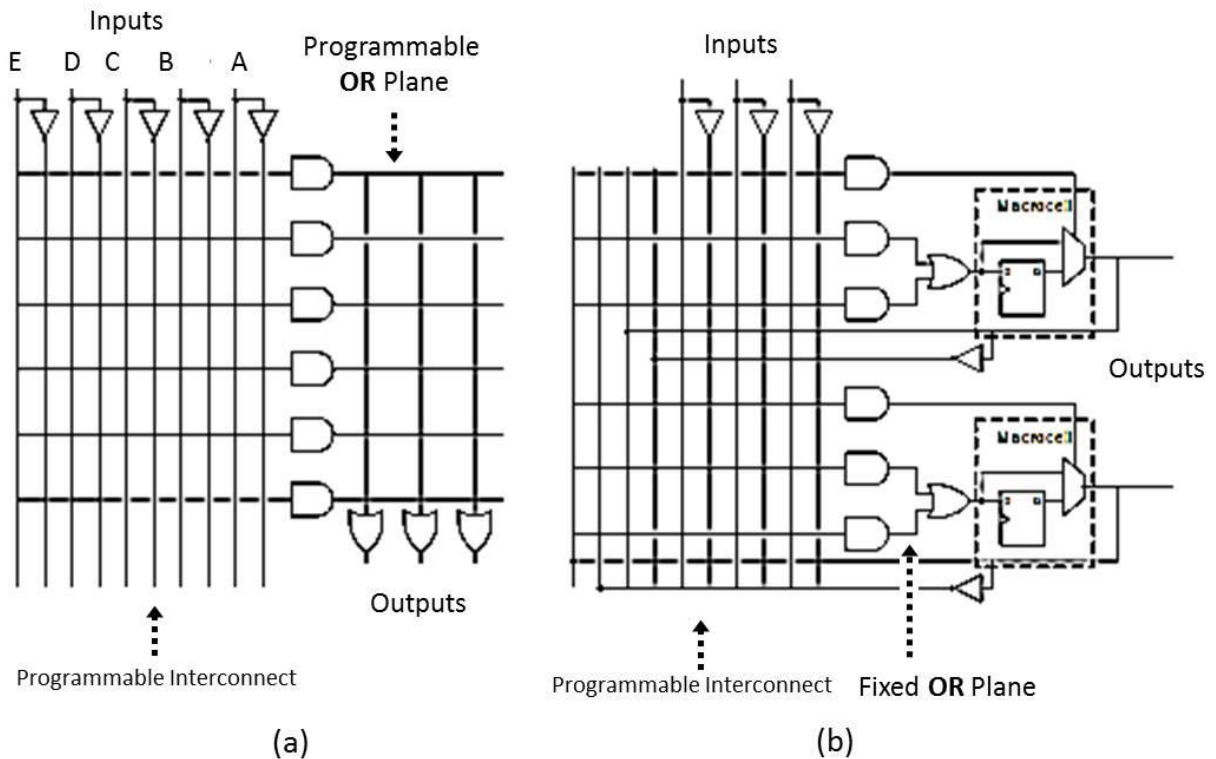 Inputs
E D C B A
Programmable
OR Plane
Outputs
Programmable Interconnect
(a)
Inputs
Macrocell
Outputs
Macrocell
Programmable Interconnect
Fixed OR Plane
(b)